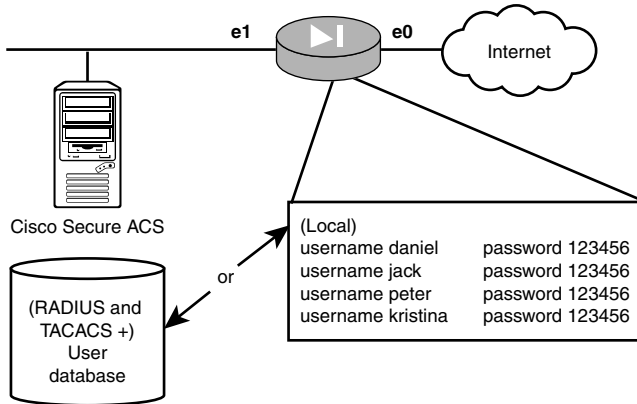 e1
e0
Internet
Cisco Secure ACS
(Local)
username daniel password 123456
username jack password 123456
username peter password 123456
username kristina password 123456
or
(RADIUS and
TACACS +)
User
database